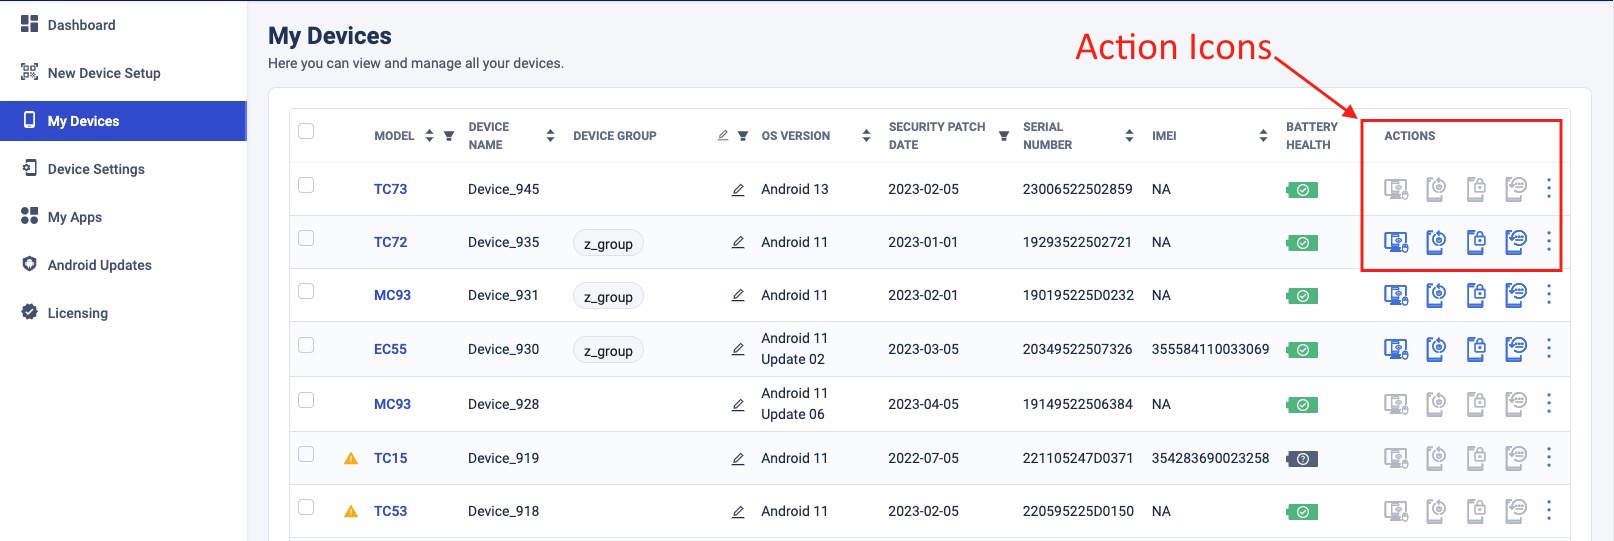 Dashboard
New Device Setup
My Devices
Device Settings
My Apps
Android Updates
Licensing
My Devices
Here you can view and manage all your devices.
Action Icons
MODEL DEVICE NAME DEVICE GROUP OS VERSION SECURITY PATCH DATE SERIAL NUMBER IMEI BATTERY HEALTH ACTIONS
TC73 Device_945 Android 13 2023-02-05 23006522502859 NA
TC72 Device_935 z_group Android 11 2023-01-01 19293522502721 NA
MC93 Device_931 z_group Android 11 2023-02-01 190195225D0232 NA
EC55 Device_930 z_group Android 11 Update 02 2023-03-05 20349522507326 355584110033069
MC93 Device_928 Android 11 Update 06 2023-04-05 19149522506384 NA
TC15 Device_919 Android 11 2022-07-05 221105247D0371 354283690023258
TC53 Device_918 Android 11 2023-02-05 220595225D0150 NA